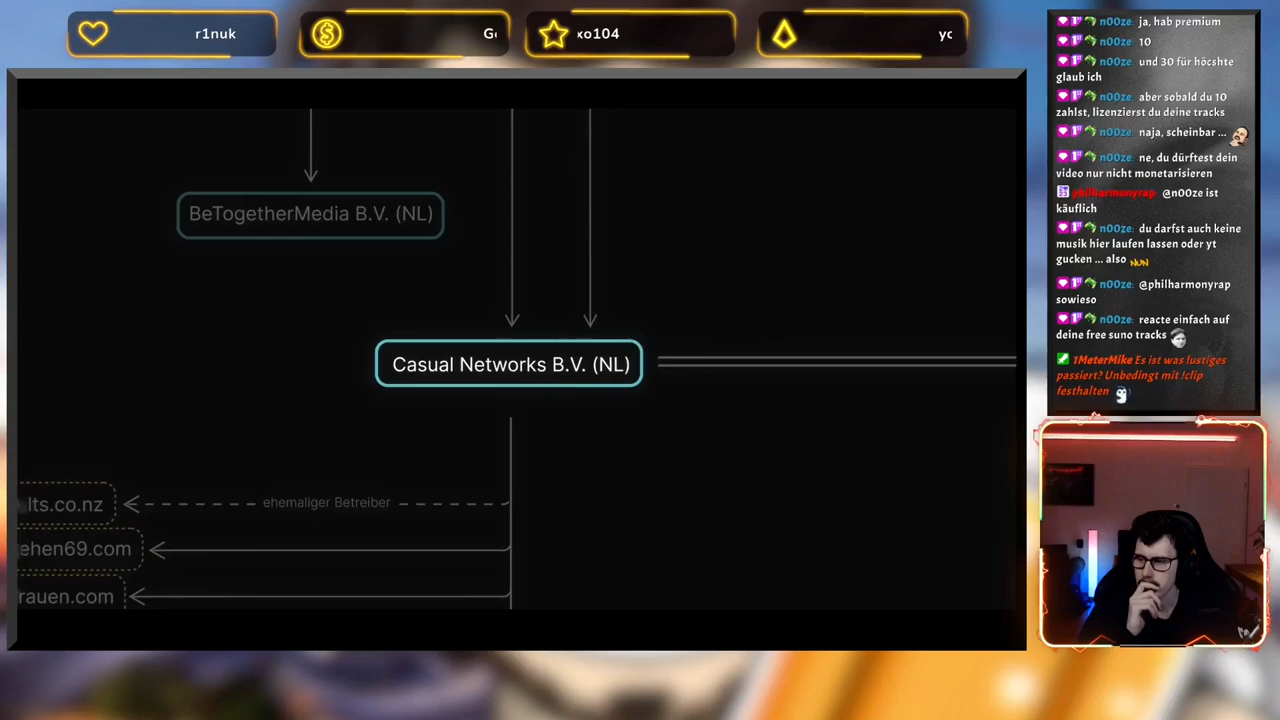 r1nuk
xo104
BeTogetherMedia B.V. (NL)
Casual Networks B.V. (NL)
lts.co.nz
ehemaliger Betreiber
ehen69.com
rauen.com
n00ze: ja, hab premium
n00ze: 10
n00ze: und 30 für höcshte
glaub ich
n00ze: aber sobald du 10
zahlst, lizenzierst du deine tracks
n00ze: naja, scheinbar ...
n00ze: ne, du dürftest dein
video nur nicht monetarisieren
philharmonyrap: @n00ze ist
käuflich
n00ze: du darfst auch keine
musik hier laufen lassen oder yt
gucken ... also NUN
n00ze: @philharmonyrap
sowieso
n00ze: reacte einfach auf
deine free suno tracks
1MeterMike Es ist was lustiges
passiert? Unbedingt mit !clip
festhalten